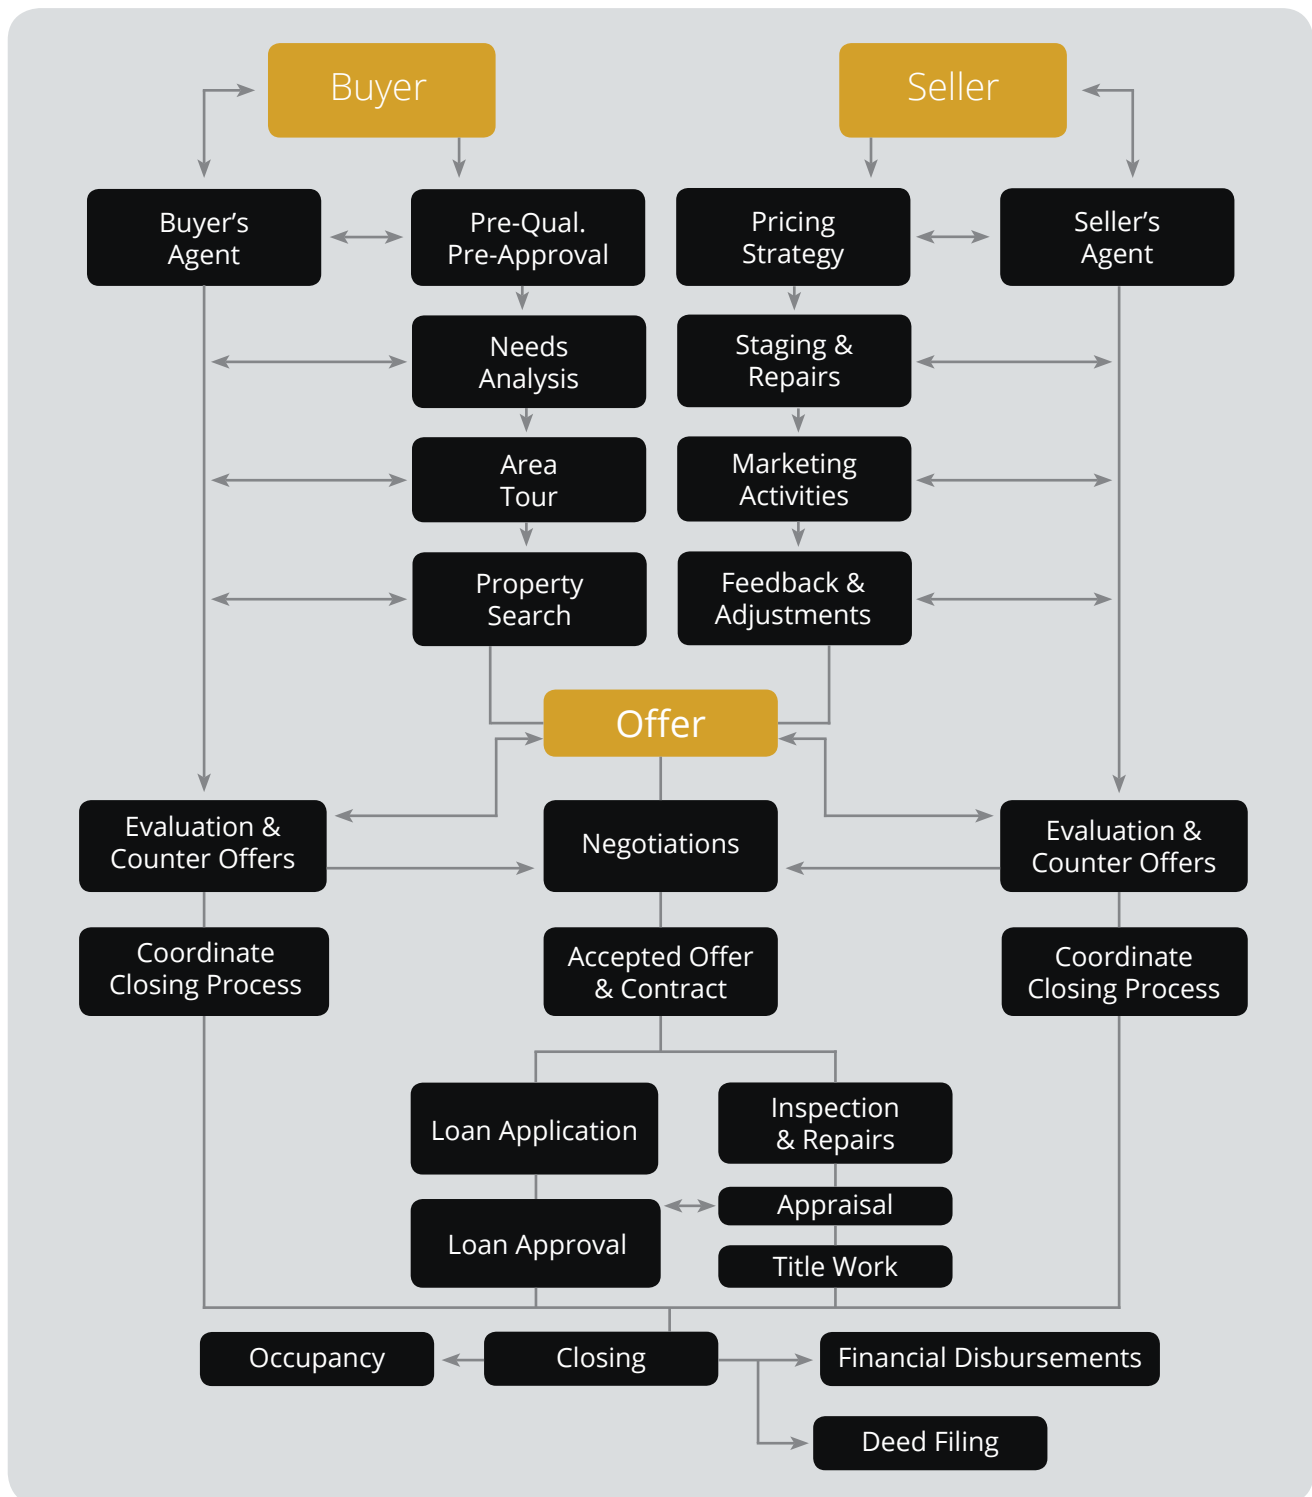 Buyer
Seller
Buyer’s
Agent
Pre-Qual.
Pre-Approval
Pricing
Strategy
Seller’s
Agent
Needs
Analysis
Staging &
Repairs
Area
Tour
Marketing
Activities
Property
Search
Feedback &
Adjustments
Offer
Evaluation &
Counter Offers
Negotiations
Evaluation &
Counter Offers
Coordinate
Closing Process
Accepted Offer
& Contract
Coordinate
Closing Process
Loan Application
Inspection
& Repairs
Loan Approval
Appraisal
Title Work
Occupancy
Closing
Financial Disbursements
Deed Filing